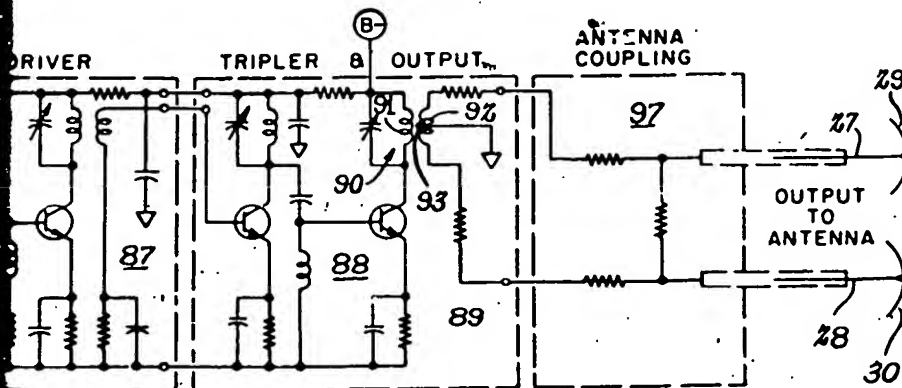 B-
DRIVER
TRIPLER & OUTPUT
ANTENNA
COUPLING
91
92
97
27
29
90
93
OUTPUT
TO
ANTENNA
87
88
89
28
30